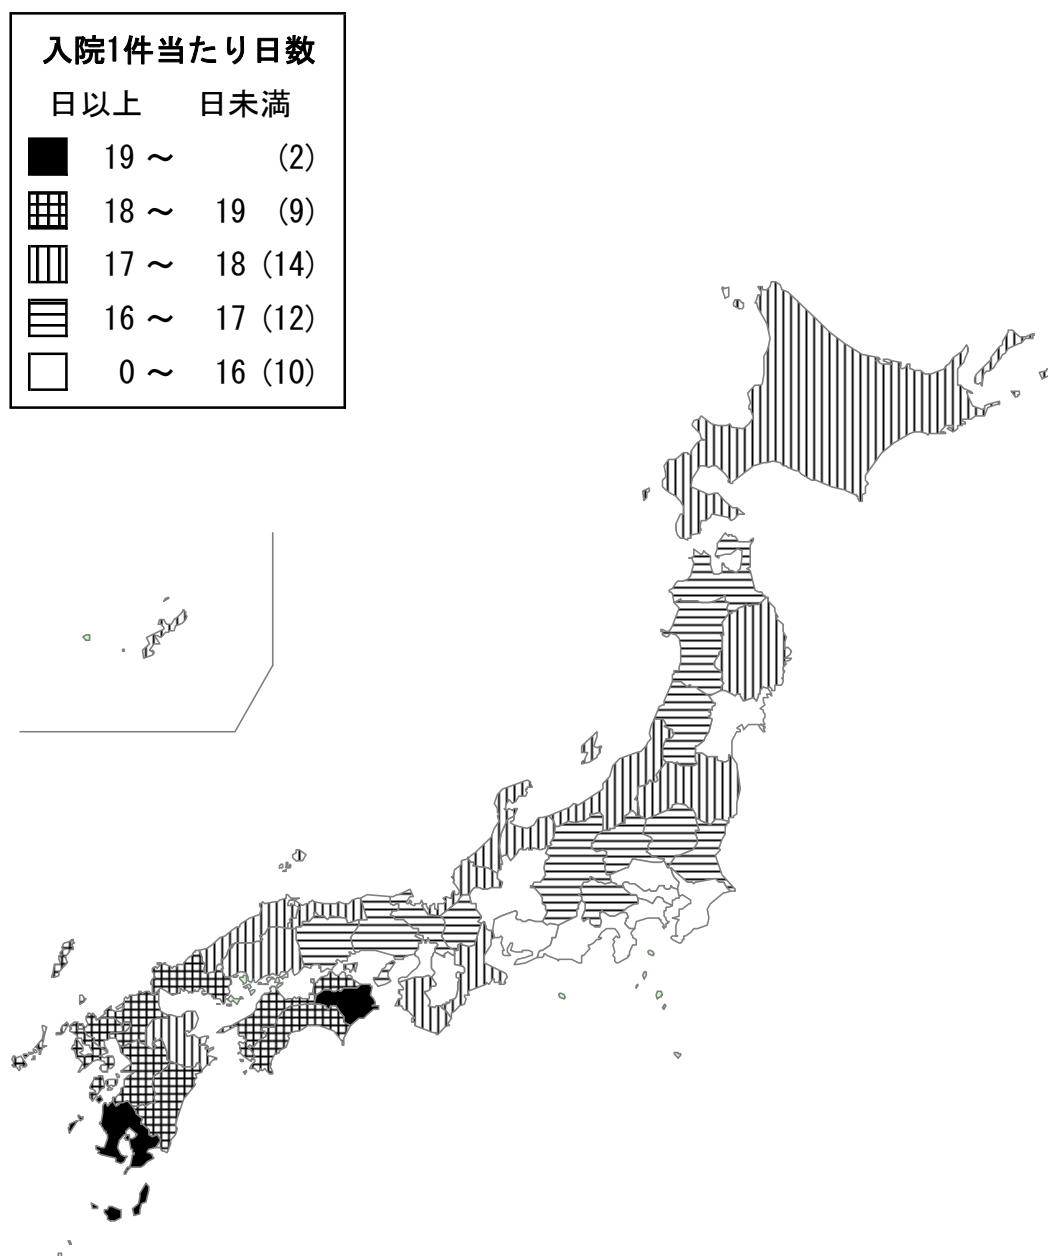 入院1件当たり日数
日以上 日未満
19 ～ (2)
18 ～ 19 (9)
17 ～ 18 (14)
16 ～ 17 (12)
0 ～ 16 (10)